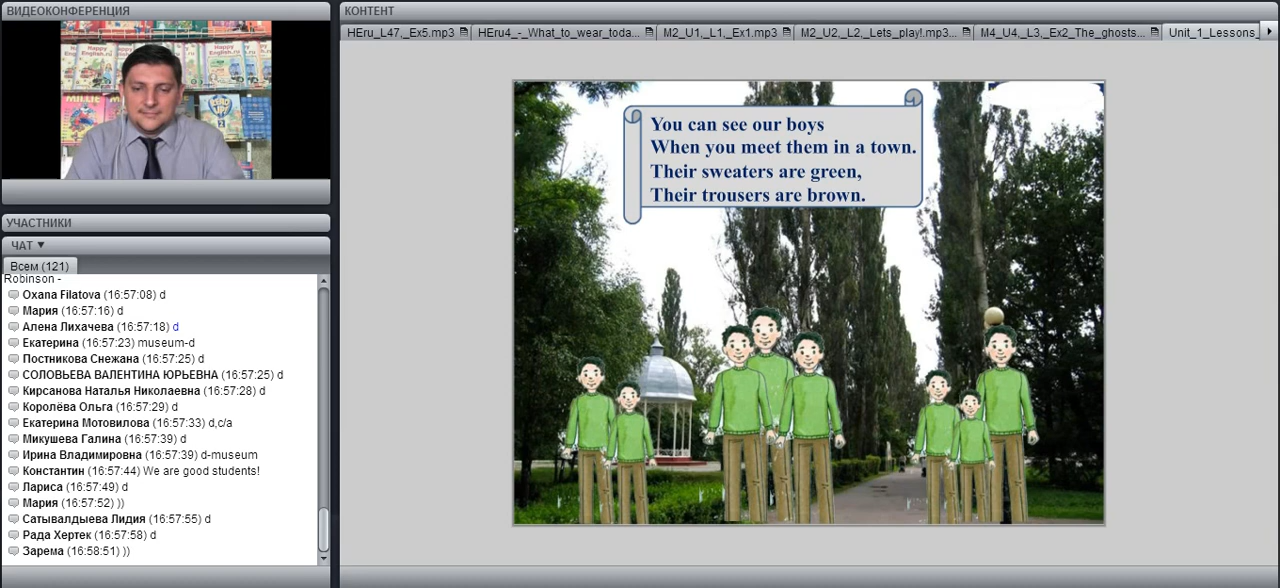 ВИДЕОКОНФЕРЕНЦИЯ
Happy English.ru
MILLIE
УЧАСТНИКИ
ЧАТ ▼
Всем (121)
Robinson -
Oxana Filatova (16:57:08) d
Мария (16:57:16) d
Алена Лихачева (16:57:18) d
Екатерина (16:57:23) museum-d
Постникова Снежана (16:57:25) d
СОЛОВЬЕВА ВАЛЕНТИНА ЮРЬЕВНА (16:57:25) d
Кирсанова Наталья Николаевна (16:57:28) d
Королёва Ольга (16:57:29) d
Екатерина Мотовилова (16:57:33) d,c/a
Микушева Галина (16:57:39) d
Ирина Владимировна (16:57:39) d-museum
Константин (16:57:44) We are good students!
Лариса (16:57:49) d
Мария (16:57:52) ))
Сатывалдыева Лидия (16:57:55) d
Рада Хертек (16:57:58) d
Зарема (16:58:51) ))
КОНТЕНТ
HEru_L47,_Ex5.mp3
HEru4_-_What_to_wear_toda...
M2_U1,_L1,_Ex1.mp3
M2_U2,_L2,_Lets_play!.mp3...
M4_U4,_L3,_Ex2_The_ghosts...
Unit_1_Lessons_
You can see our boys
When you meet them in a town.
Their sweaters are green,
Their trousers are brown.